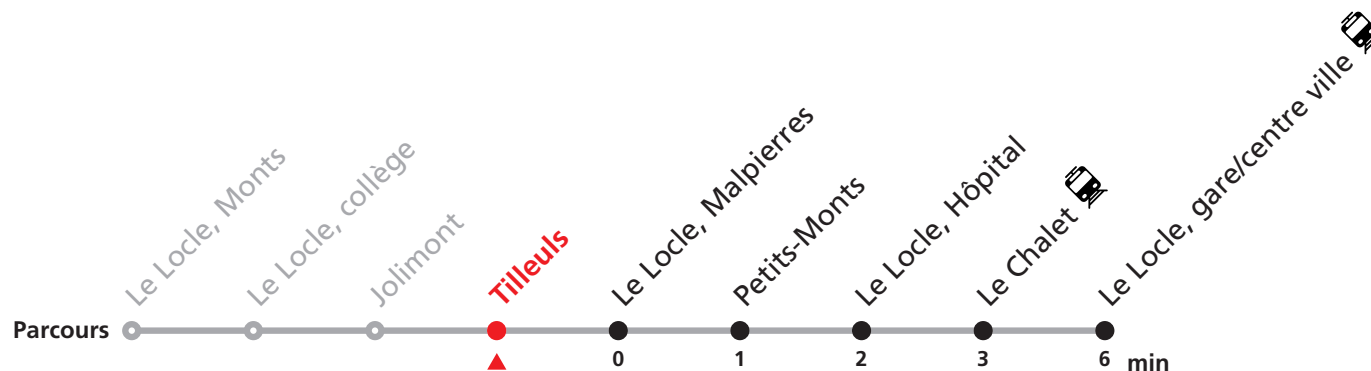 Le Locle, Monts
Le Locle, collège
Jolimont
Tilleuls
Le Locle, Malpierres
Petits-Monts
Le Locle, Hôpital
Le Chalet
Le Locle, gare/centre ville
Parcours
0 1 2 3 6 min